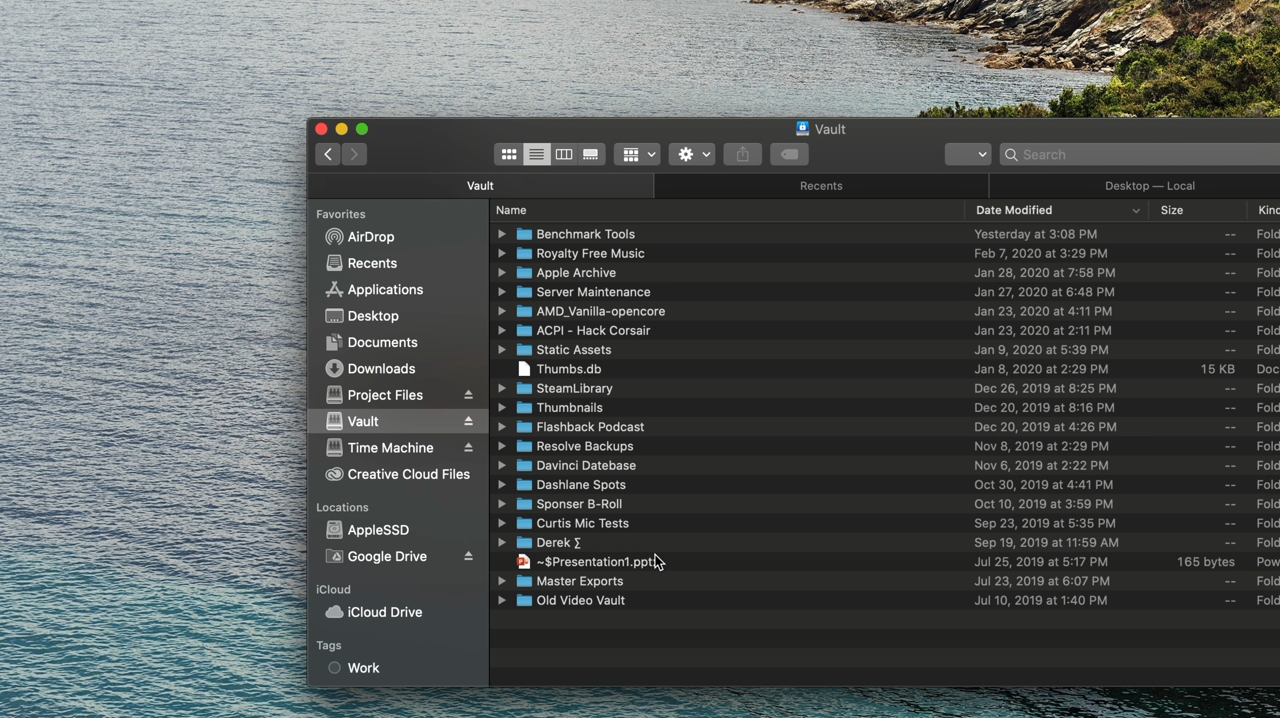 Vault
Search
Vault
Recents
Desktop — Local
Favorites
AirDrop
Recents
Applications
Desktop
Documents
Downloads
Project Files
Vault
Time Machine
Creative Cloud Files
Locations
AppleSSD
Google Drive
iCloud
iCloud Drive
Tags
Work
Name Date Modified Size
Benchmark Tools Yesterday at 3:08 PM --
Royalty Free Music Feb 7, 2020 at 3:29 PM --
Apple Archive Jan 28, 2020 at 7:58 PM --
Server Maintenance Jan 27, 2020 at 6:48 PM --
AMD_Vanilla-opencore Jan 23, 2020 at 4:11 PM --
ACPI - Hack Corsair Jan 23, 2020 at 2:11 PM --
Static Assets Jan 9, 2020 at 5:39 PM --
Thumbs.db Jan 8, 2020 at 2:29 PM 15 KB
SteamLibrary Dec 26, 2019 at 8:25 PM --
Thumbnails Dec 20, 2019 at 8:16 PM --
Flashback Podcast Dec 20, 2019 at 4:26 PM --
Resolve Backups Nov 8, 2019 at 2:29 PM --
Davinci Datebase Nov 6, 2019 at 2:22 PM --
Dashlane Spots Oct 30, 2019 at 4:41 PM --
Sponser B-Roll Oct 10, 2019 at 3:59 PM --
Curtis Mic Tests Sep 23, 2019 at 5:35 PM --
Derek ∑ Sep 19, 2019 at 11:59 AM --
Jul 25, 2019 at 5:17 PM 165 bytes
Master Exports Jul 23, 2019 at 6:07 PM --
Old Video Vault Jul 10, 2019 at 1:40 PM --